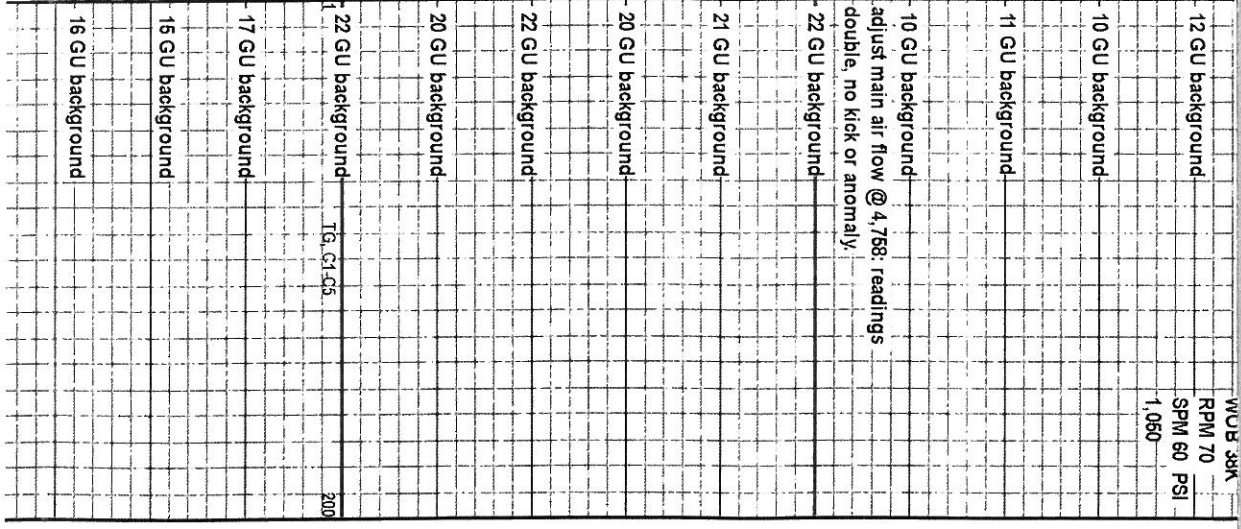 WOB 38K
RPM 70
12 GU background
SPM 60 PSI
1,050
10 GU background
11 GU background
10 GU background
adjust main air flow @ 4,758: readings
double, no kick or anomaly.
22 GU background
21 GU background
20 GU background
22 GU background
20 GU background
22 GU background
1 TG, C1-C5 200
17 GU background
15 GU background
16 GU background